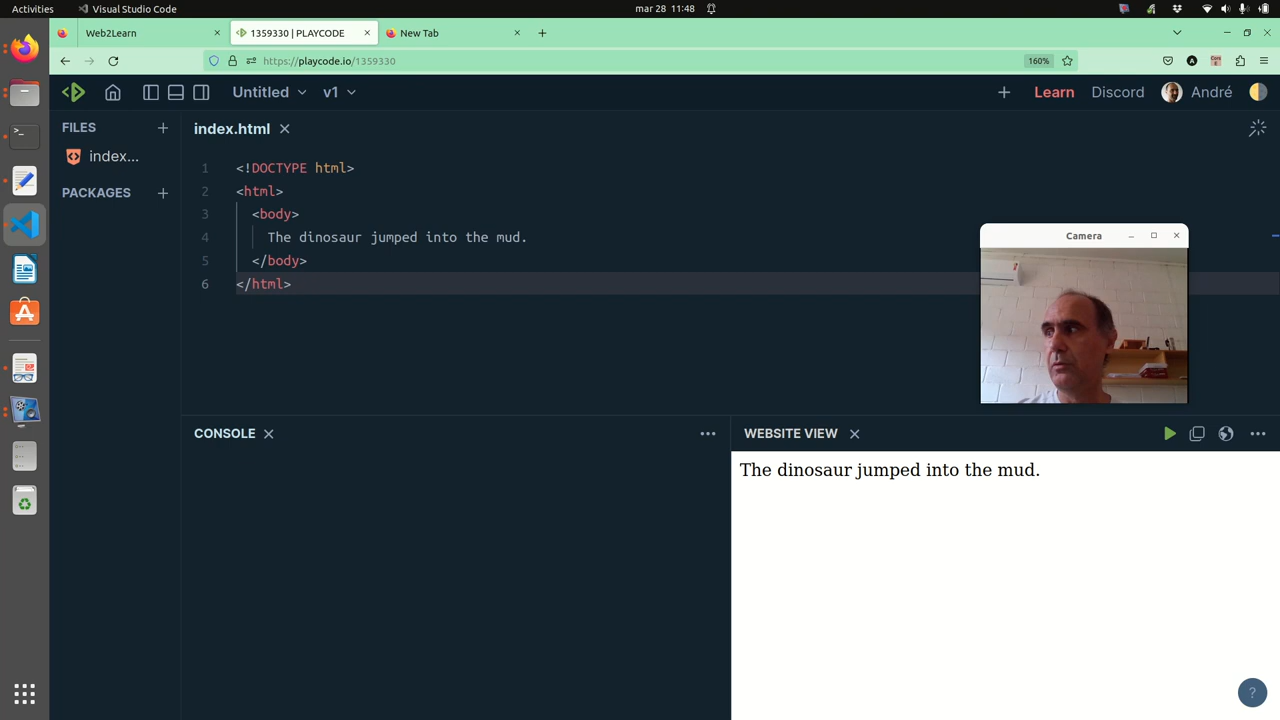 Activities
Visual Studio Code
mar 28 11:48
Web2Learn
1359330 | PLAYCODE
New Tab
https://playcode.io/1359330
160%
Untitled
v1
Learn
Discord
André
FILES
index...
PACKAGES
index.html
1 <!DOCTYPE html>
2 <html>
3 <body>
4 The dinosaur jumped into the mud.
5 </body>
6 </html>
Camera
CONSOLE
WEBSITE VIEW
The dinosaur jumped into the mud.
?